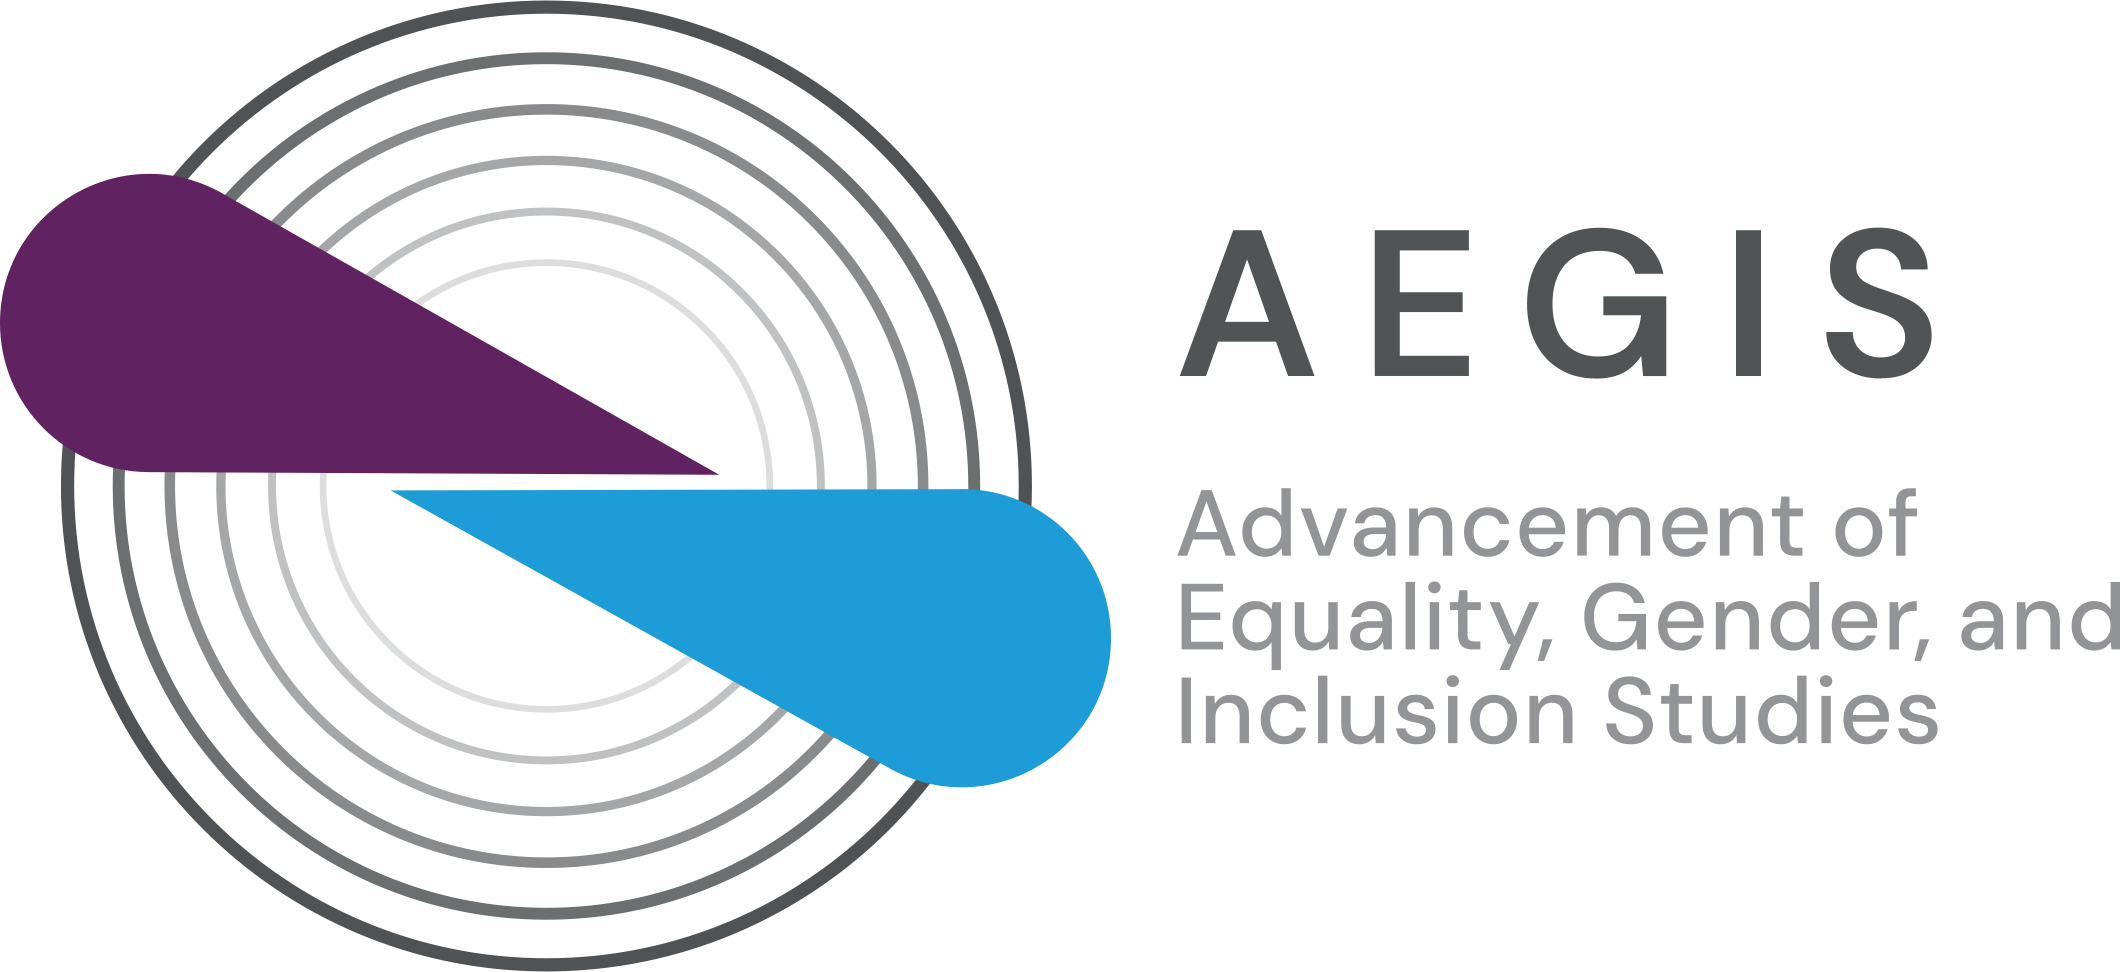 AEGIS
Advancement of
Equality, Gender, and
Inclusion Studies